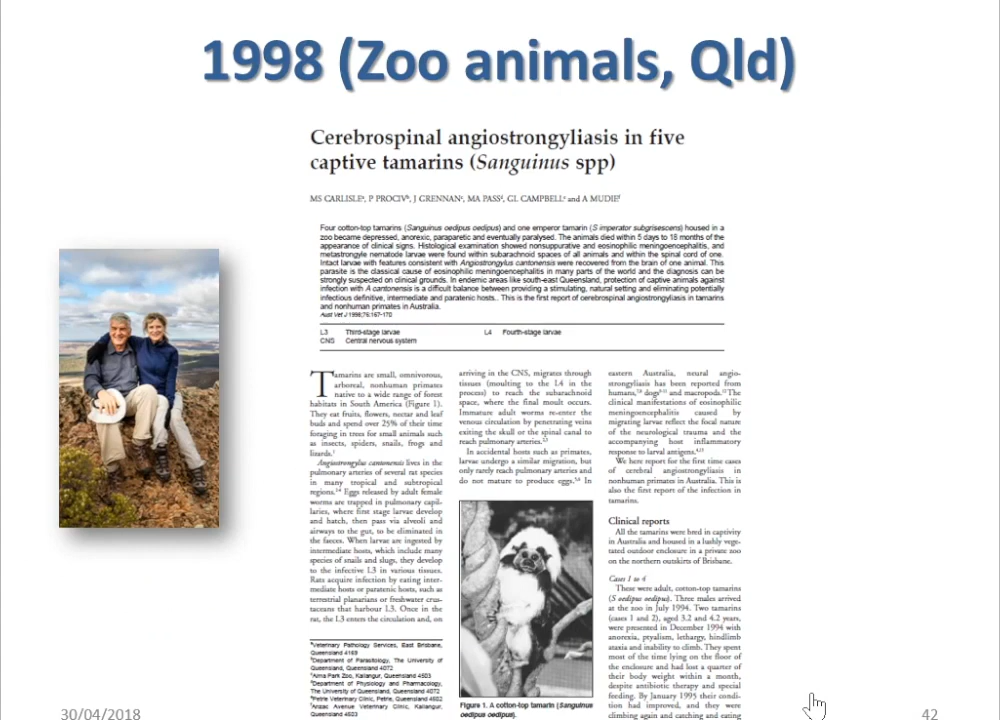 1998 (Zoo animals, Qld)
Cerebrospinal angiostrongyliasis in five
captive tamarins (Sanguinus spp)
MS CARLISLEa, P PROCIVb, J GRENNANc, MA PASSd, GL CAMPBELLe and A MUDIEf
Four cotton-top tamarins (Sanguinus oedipus oedipus) and one emperor tamarin (S imperator subgrisescens) housed in a
zoo became depressed, anorexic, paraparetic and eventually paralysed. The animals died within 5 days to 18 months of the
appearance of clinical signs. Histological examination showed nonsuppurative and eosinophilic meningoencephalitis, and
metastrongyle nematode larvae were found within subarachnoid spaces of all animals and within the spinal cord of one.
Intact larvae with features consistent with Angiostrongylus cantonensis were recovered from the brain of one animal. This
parasite is the classical cause of eosinophilic meningoencephalitis in many parts of the world and the diagnosis can be
strongly suspected on clinical grounds. In endemic areas like south-east Queensland, protection of captive animals against
infection with A cantonensis is a difficult balance between providing a stimulating, natural setting and eliminating potential
infectious definitive, intermediate and paratenic hosts.. This is the first report of cerebrospinal angiostrongyliasis in tamarins
and nonhuman primates in Australia.
Aust Vet J 1998;76:167-170
L3 Third-stage larvae L4 Fourth-stage larvae
CNS Central nervous system
Tamarins are small, omnivorous,
arboreal, nonhuman primates
native to a wide range of forest
habitats in South America (Figure 1).
They eat fruits, flowers, nectar and leaf
buds and spend over 25% of their time
foraging in trees for small animals such
as insects, spiders, snails, frogs and
lizards.1
Angiostrongylus cantonensis lives in the
pulmonary arteries of several rat species
in many tropical and subtropical
regions. Eggs released by adult female
worms are trapped in pulmonary capil-
laries, where first stage larvae develop
and hatch, then pass via alveoli and
airways to the gut, to be eliminated in
the faeces. When larvae are ingested by
intermediate hosts, which include many
species of snails and slugs, they develop
to the infective L3 in various tissues.
Rats acquire infection by eating inter-
mediate hosts or paratenic hosts, such as
terrestrial planarians or freshwater crus-
taceans that harbour L3. Once in the
rat, the L3 enters the circulation and, on
aVeterinary Pathology Services, East Brisbane,
Queensland 4169
bDepartment of Parasitology, The University of
Queensland, Queensland 4072
cAlma Park Zoo, Kallangur, Queensland 4503
dDepartment of Physiology and Pharmacology,
The University of Queensland, Queensland 4072
ePetrie Veterinary Clinic, Petrie, Queensland 4502
fAnzac Avenue Veterinary Clinic, Kallangur,
Queensland 4503
arriving in the CNS, migrates through
tissues (moulting to the L4 in the
process) to reach the subarachnoid
space, where the final moult occurs.
Immature adult worms re-enter the
venous circulation by penetrating veins
exiting the skull or the spinal canal to
reach pulmonary arteries.
In accidental hosts such as primates,
larvae undergo a similar migration, but
only rarely reach pulmonary arteries and
do not mature to produce eggs. In
Figure 1. A cotton-top tamarin (Sanguinus
oedipus oedipus).
eastern Australia, neural angio-
strongyliasis has been reported from
humans, dogs and macropods. The
clinical manifestations of eosinophilic
meningoencephalitis caused by
migrating larvae reflect the focal nature
of the neurological trauma and the
accompanying host inflammatory
response to larval antigens.
We here report for the first time cases
of cerebral angiostrongyliasis in
nonhuman primates in Australia. This is
also the first report of the infection in
tamarins.
Clinical reports
All the tamarins were bred in captivity
in Australia and housed in a lushly vege-
tated outdoor enclosure in a private zoo
on the northern outskirts of Brisbane.
Cases 1 to 4
These were adult, cotton-top tamarins
(S oedipus oedipus). Three males arrived
at the zoo in July 1994. Two tamarins
(cases 1 and 2), aged 3.2 and 4.2 years,
were presented in December 1994 with
anorexia, ptyalism, lethargy, hindlimb
ataxia and inability to climb. They spent
most of the time lying on the floor of
the enclosure and had lost a quarter of
their body weight within a month,
despite antibiotic therapy and special
feeding. By January 1995 their condi-
tion had improved, and they were
climbing again and catching and eating
30/04/2018
42